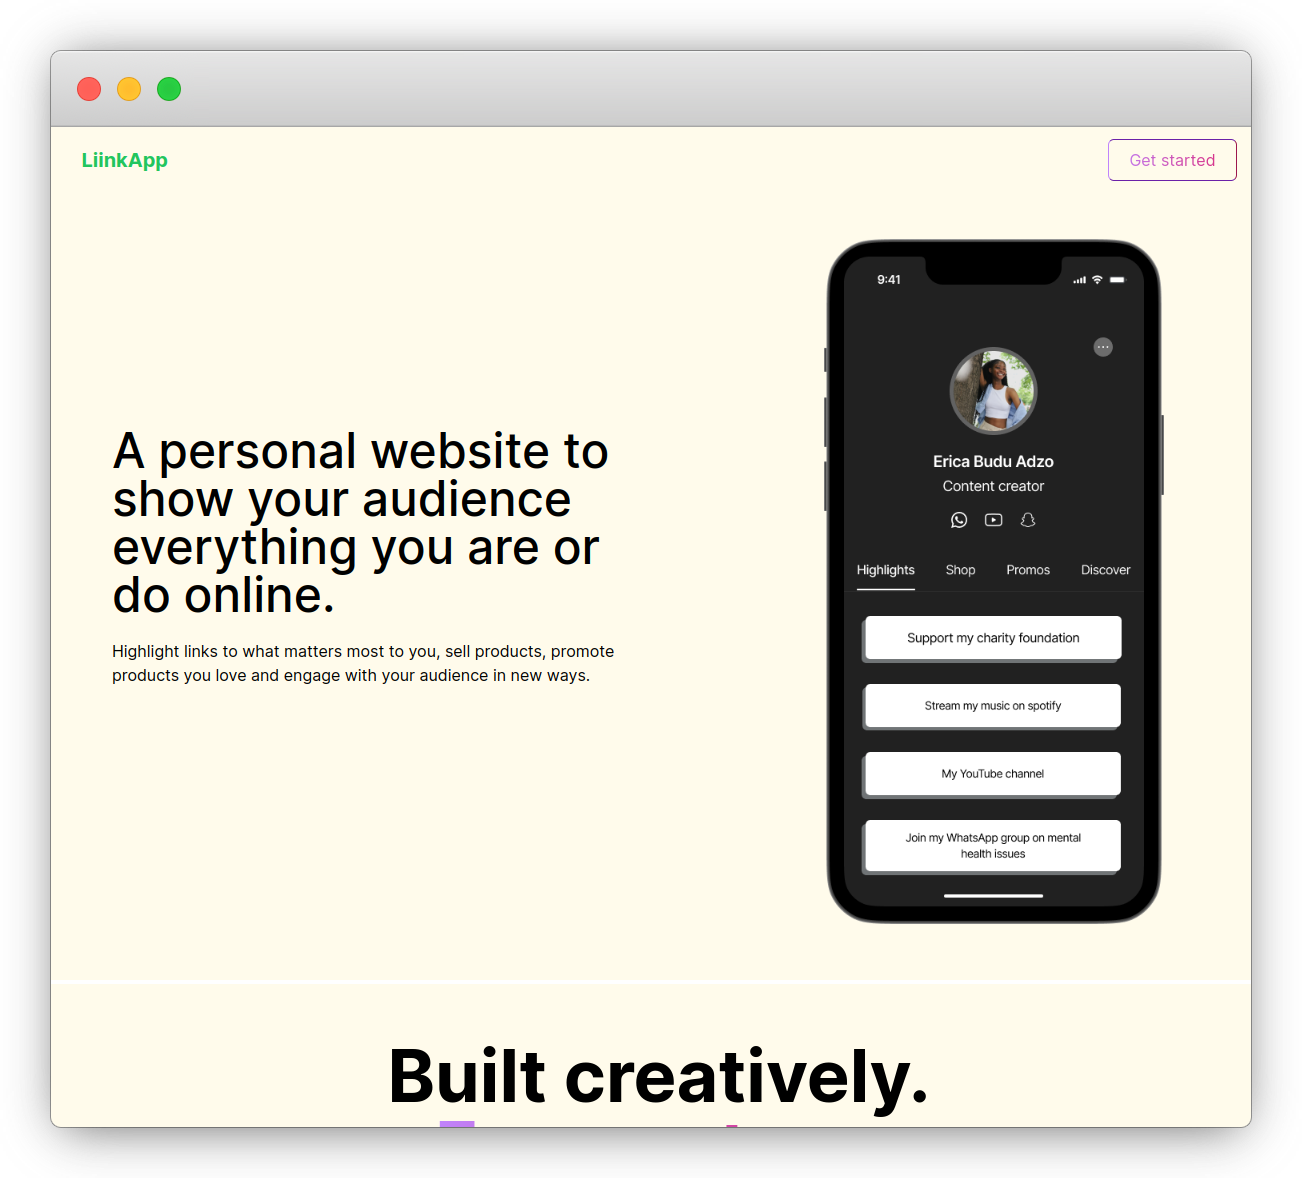 LiinkApp
Get started
A personal website to
show your audience
everything you are or
do online.
Highlight links to what matters most to you, sell products, promote
products you love and engage with your audience in new ways.
9:41
Erica Budu Adzo
Content creator
Highlights Shop Promos Discover
Support my charity foundation
Stream my music on spotify
My YouTube channel
Join my WhatsApp group on mental
health issues
Built creatively.